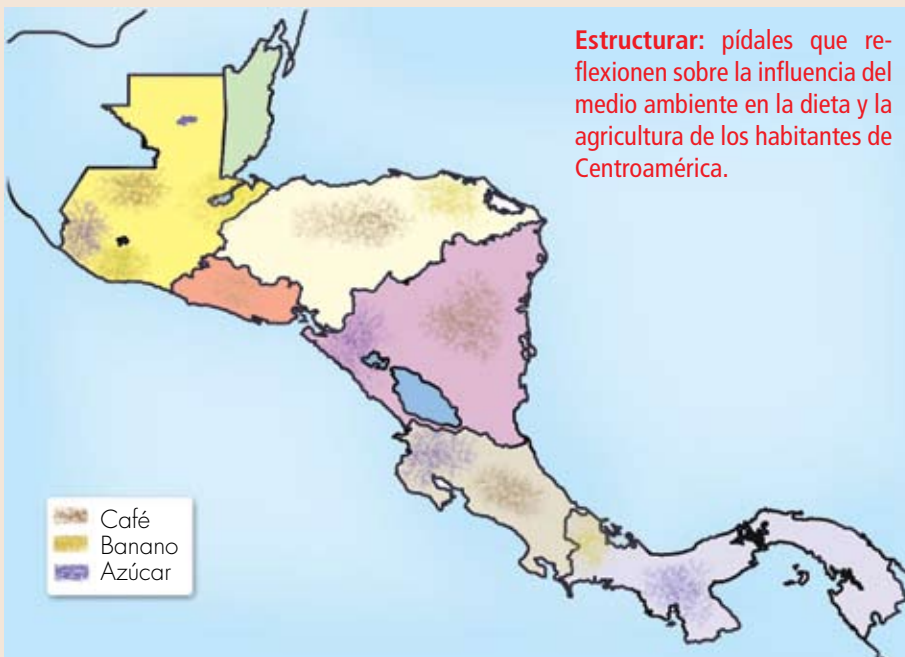 Estructurar: pídales que re-
flexionen sobre la influencia del
medio ambiente en la dieta y la
agricultura de los habitantes de
Centroamérica.
Café
Banano
Azúcar